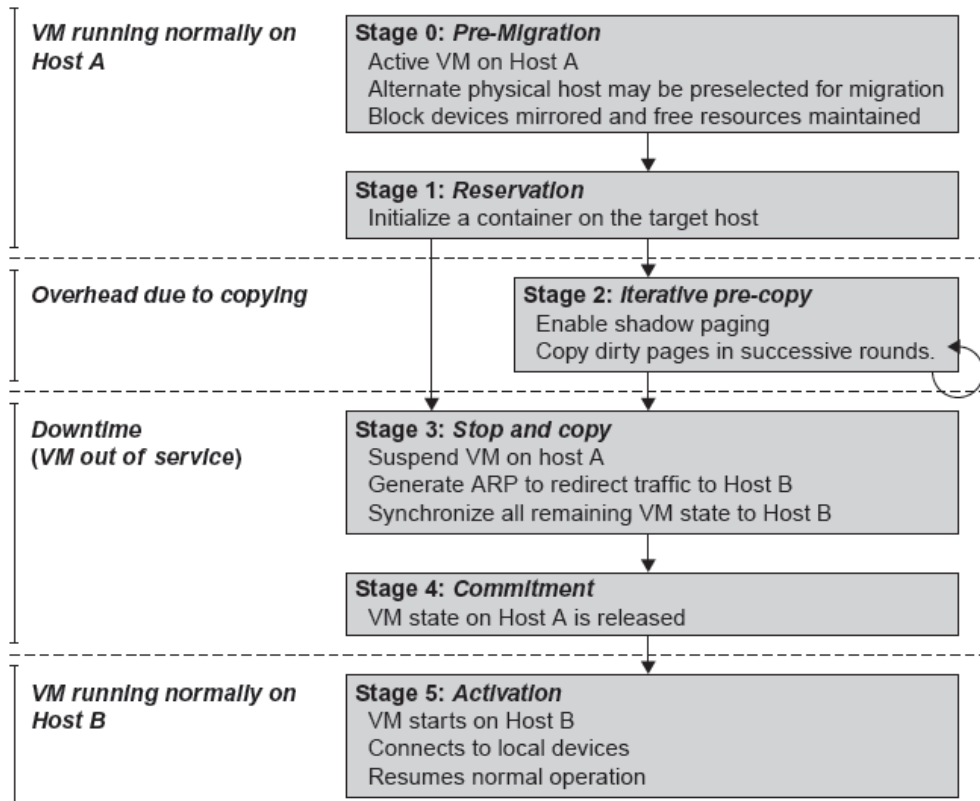 VM running normally on
Host A
Stage 0: Pre-Migration
Active VM on Host A
Alternate physical host may be preselected for migration
Block devices mirrored and free resources maintained
Stage 1: Reservation
Initialize a container on the target host
Overhead due to copying
Stage 2: Iterative pre-copy
Enable shadow paging
Copy dirty pages in successive rounds.
Downtime
(VM out of service)
Stage 3: Stop and copy
Suspend VM on host A
Generate ARP to redirect traffic to Host B
Synchronize all remaining VM state to Host B
Stage 4: Commitment
VM state on Host A is released
VM running normally on
Host B
Stage 5: Activation
VM starts on Host B
Connects to local devices
Resumes normal operation